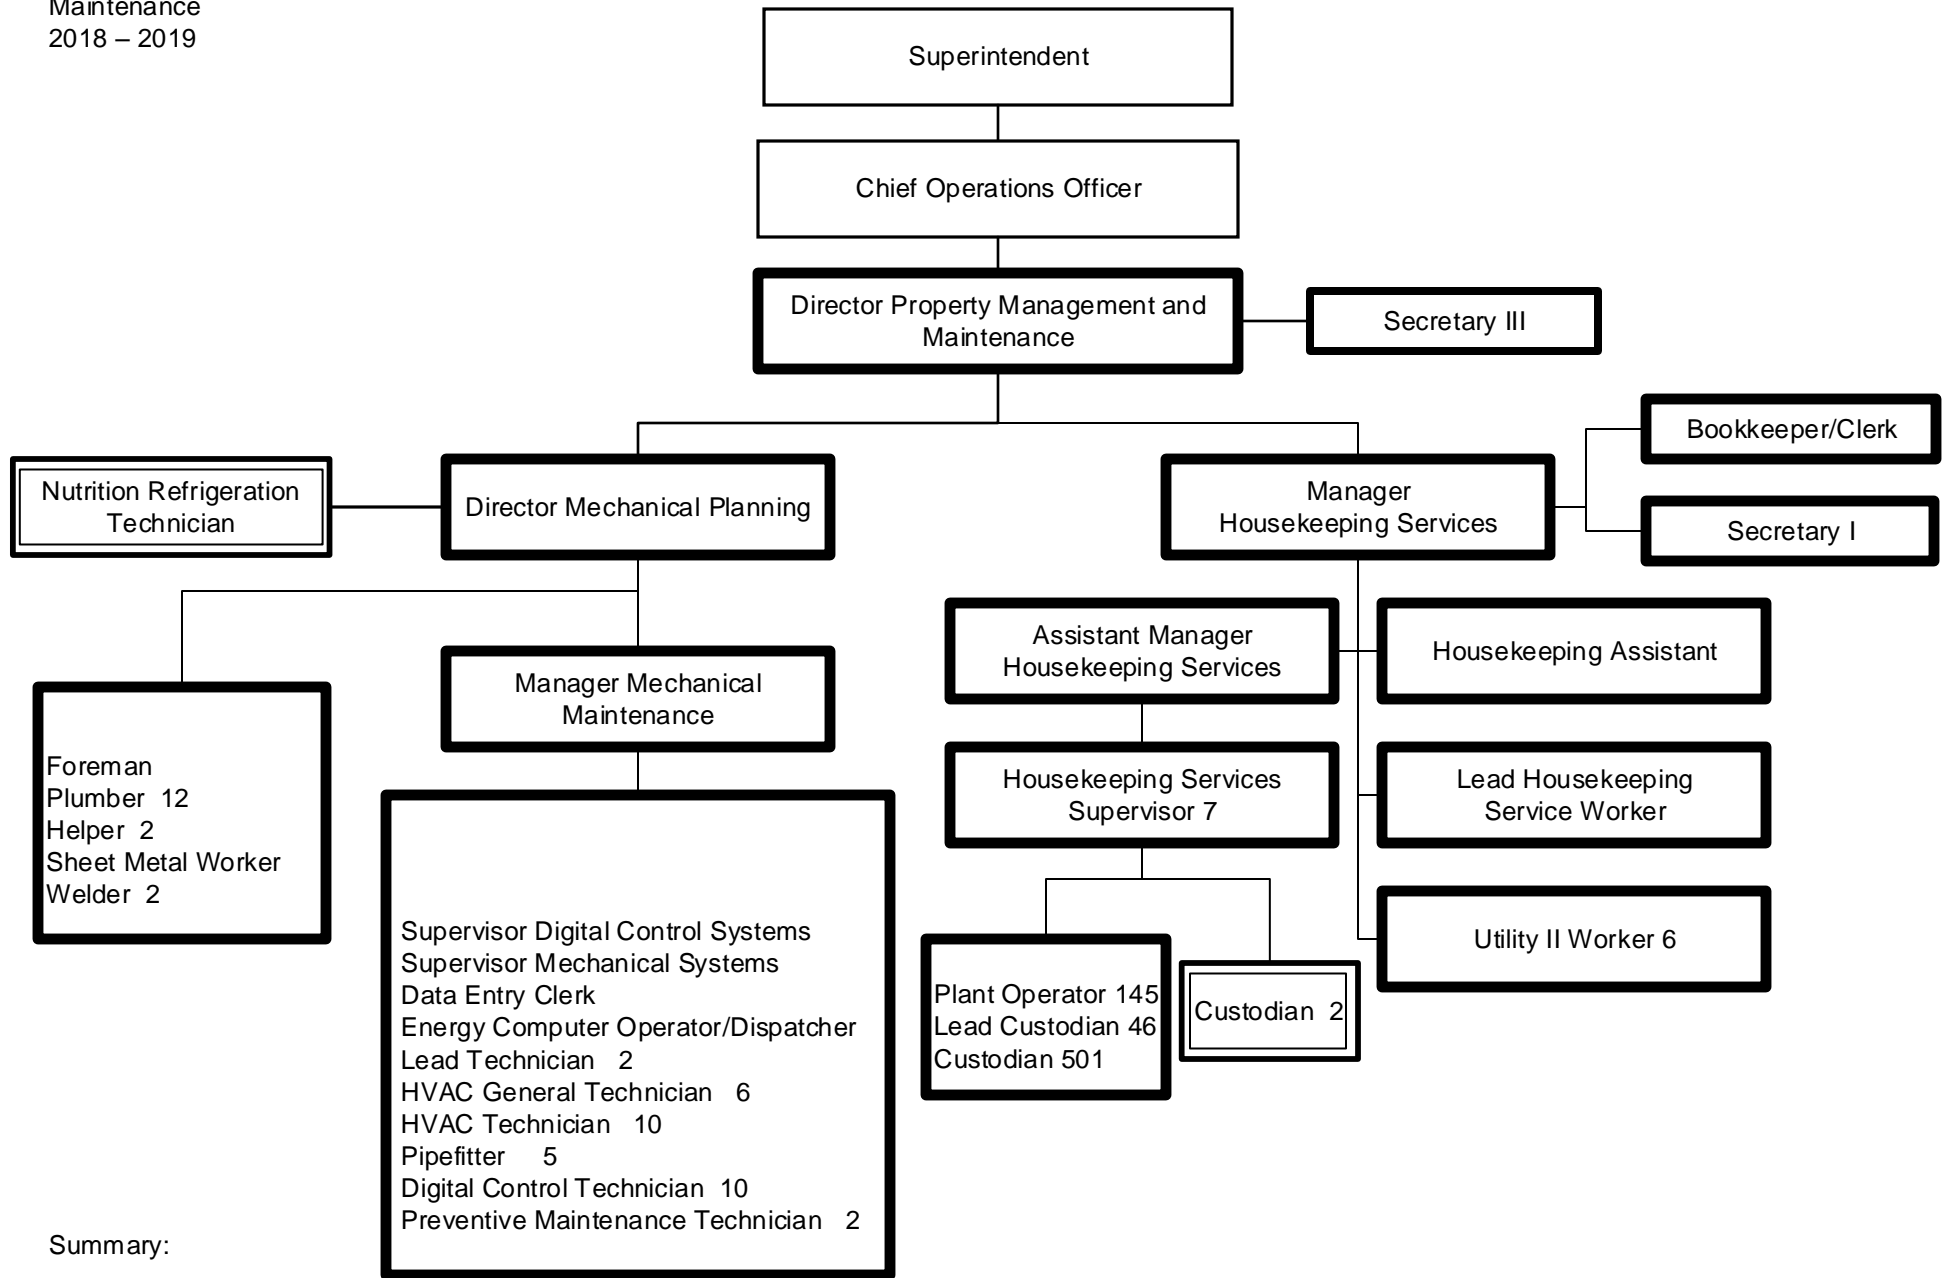 Maintenance
2018 – 2019
Superintendent
Chief Operations Officer
Director Property Management and
Maintenance
Secretary III
Bookkeeper/Clerk
Nutrition Refrigeration
Technician
Director Mechanical Planning
Manager
Housekeeping Services
Secretary I
Assistant Manager
Housekeeping Services
Housekeeping Assistant
Manager Mechanical
Maintenance
Foreman
Plumber 12
Helper 2
Sheet Metal Worker
Welder 2
Housekeeping Services
Supervisor 7
Lead Housekeeping
Service Worker
Supervisor Digital Control Systems
Supervisor Mechanical Systems
Data Entry Clerk
Energy Computer Operator/Dispatcher
Lead Technician 2
HVAC General Technician 6
HVAC Technician 10
Pipefitter 5
Digital Control Technician 10
Preventive Maintenance Technician 2
Utility II Worker 6
Plant Operator 145
Lead Custodian 46
Custodian 501
Custodian 2
Summary: